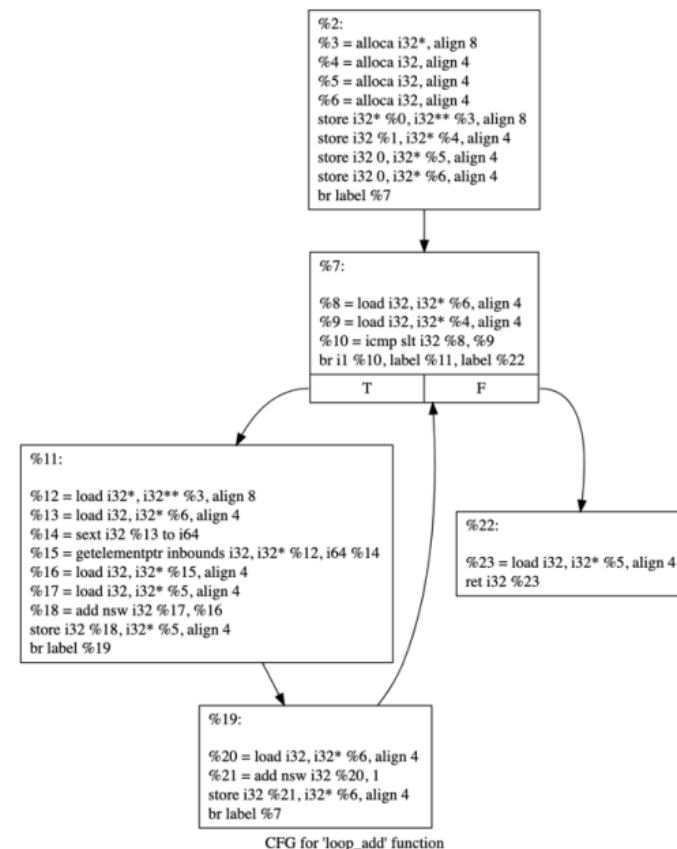 %2:
%3 = alloca i32*, align 8
%4 = alloca i32, align 4
%5 = alloca i32, align 4
%6 = alloca i32, align 4
store i32* %0, i32** %3, align 8
store i32 %1, i32* %4, align 4
store i32 0, i32* %5, align 4
store i32 0, i32* %6, align 4
br label %7
%7:
%8 = load i32, i32* %6, align 4
%9 = load i32, i32* %4, align 4
%10 = icmp slt i32 %8, %9
br i1 %10, label %11, label %22
T F
%11:
%12 = load i32*, i32** %3, align 8
%13 = load i32, i32* %6, align 4
%14 = sext i32 %13 to i64
%15 = getelementptr inbounds i32, i32* %12, i64 %14
%16 = load i32, i32* %15, align 4
%17 = load i32, i32* %5, align 4
%18 = add nsw i32 %17, %16
store i32 %18, i32* %5, align 4
br label %19
%22:
%23 = load i32, i32* %5, align 4
ret i32 %23
%19:
%20 = load i32, i32* %6, align 4
%21 = add nsw i32 %20, 1
store i32 %21, i32* %6, align 4
br label %7
CFG for 'loop_add' function